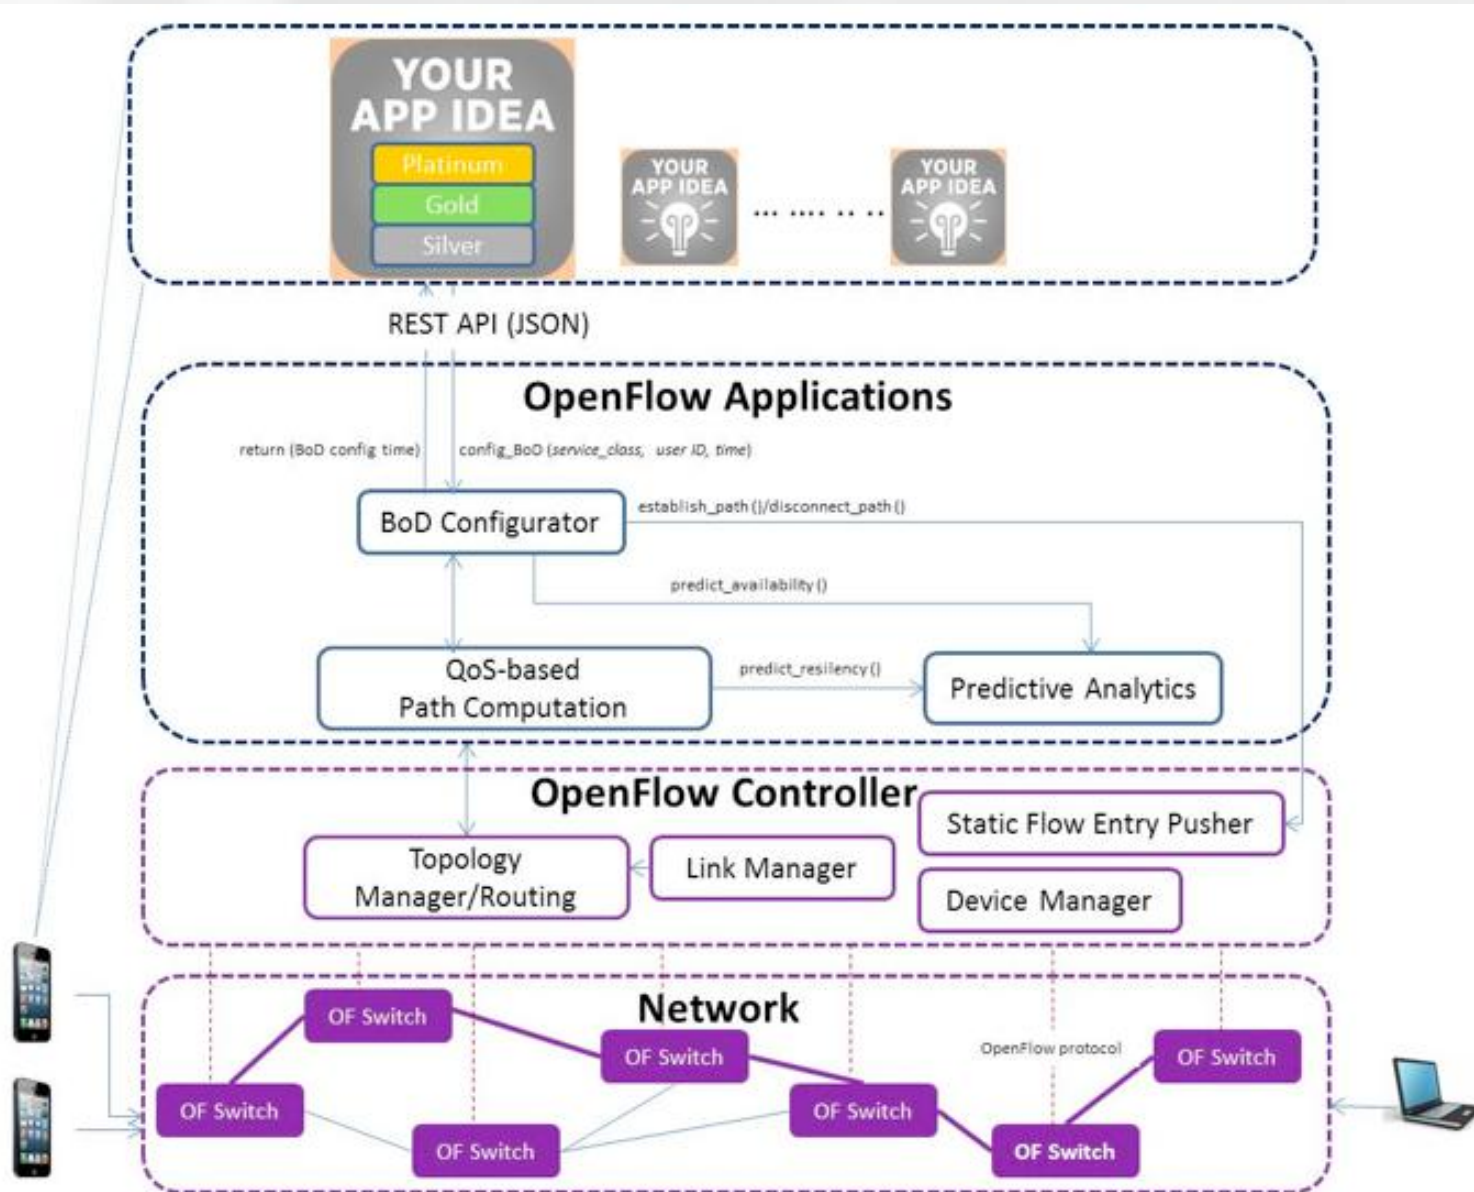 YOUR
APP IDEA
Platinum
Gold
Silver
YOUR
APP IDEA
... .... .. ..
YOUR
APP IDEA
REST API (JSON)
OpenFlow Applications
return (BoD config time)
config_BoD (service_class, user ID, time)
BoD Configurator
establish_path()/disconnect_path()
predict_availability()
QoS-based
Path Computation
predict_resilency()
Predictive Analytics
OpenFlow Controller
Static Flow Entry Pusher
Topology
Manager/Routing
Link Manager
Device Manager
Network
OF Switch
OF Switch
OpenFlow protocol
OF Switch
OF Switch
OF Switch
OF Switch
OF Switch